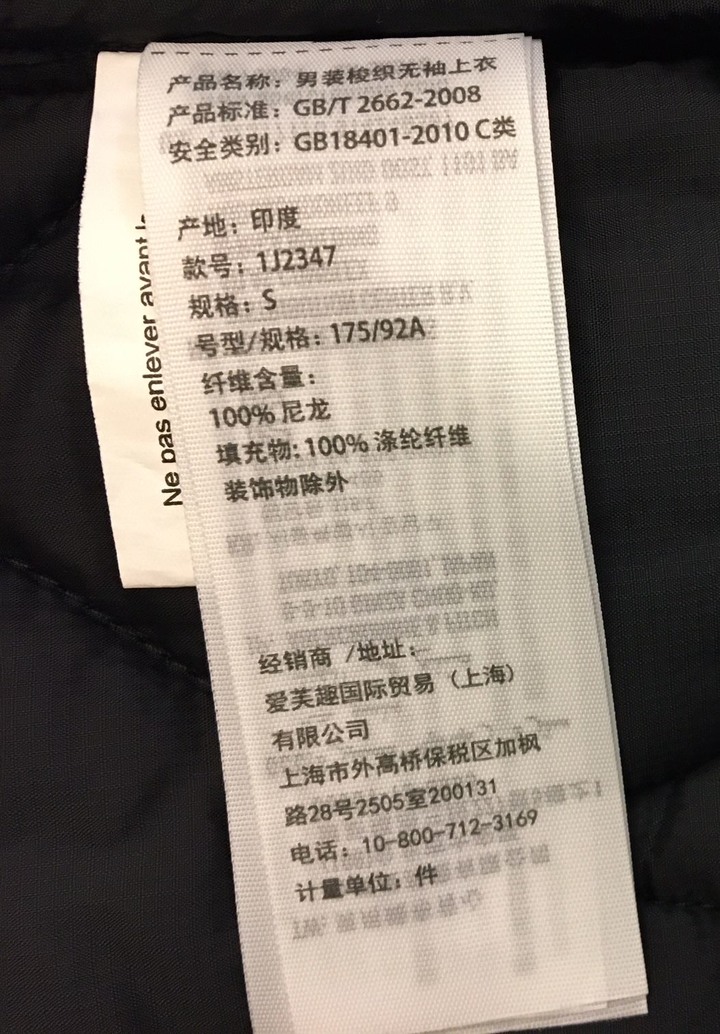 产品名称：男装梭织无袖上衣
产品标准：GB/T 2662-2008
安全类别：GB18401-2010 C类
产地：印度
款号：1J2347
规格：S
号型/规格：175/92A
纤维含量：
100% 尼龙
填充物：100% 涤纶纤维
装饰物除外
经销商 /地址：
爱芙趣国际贸易（上海）
有限公司
上海市外高桥保税区加枫
路28号2505室200131
电话：10-800-712-3169
计量单位：件
Ne pas enlever avant